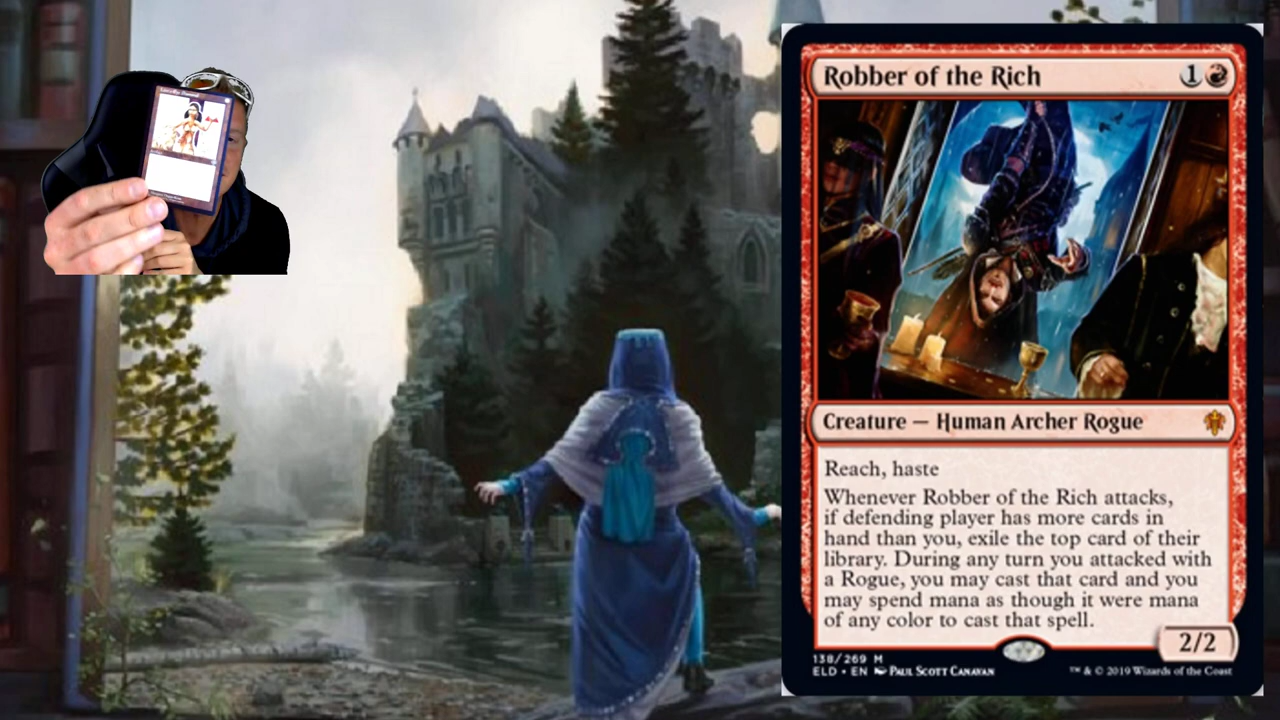 Robber of the Rich 1
Creature — Human Archer Rogue
Reach, haste
Whenever Robber of the Rich attacks,
if defending player has more cards in
hand than you, exile the top card of their
library. During any turn you attacked with
a Rogue, you may cast that card and you
may spend mana as though it were mana
of any color to cast that spell.
2/2
138/269 M
ELD • EN PAUL SCOTT CANAVAN ™ & © 2019 Wizards of the Coast